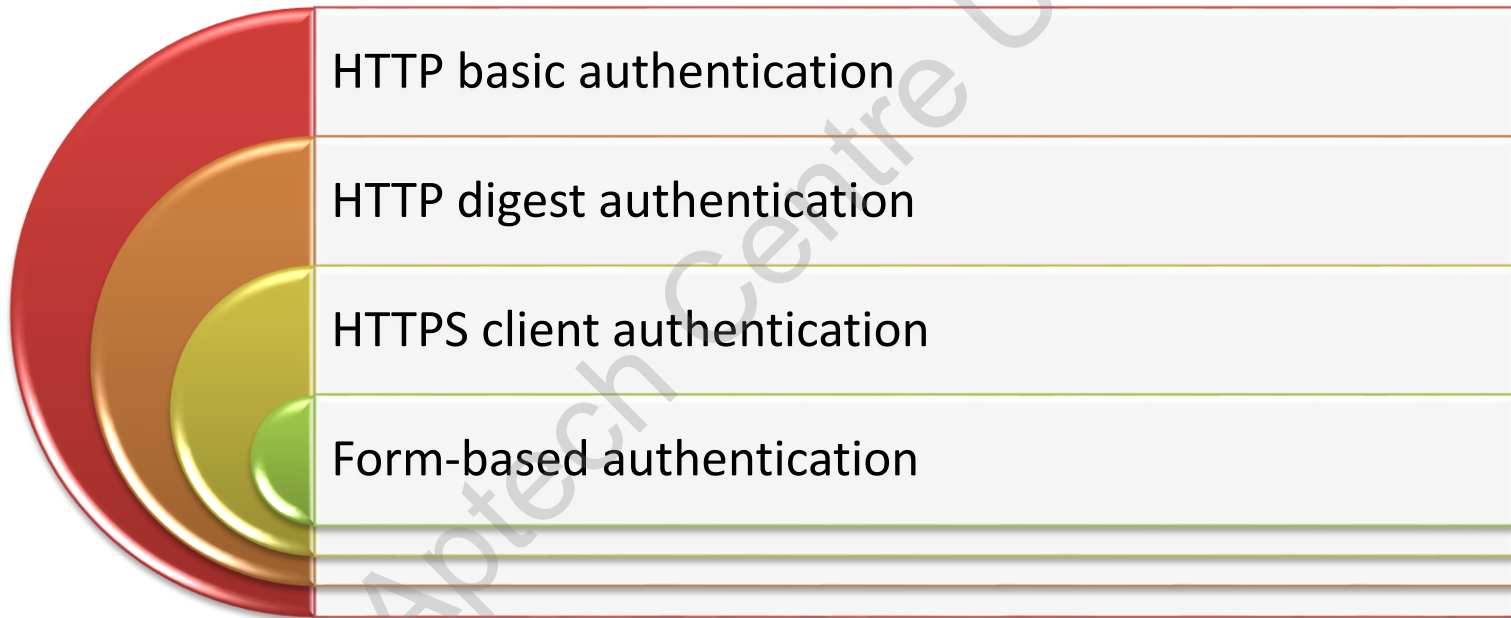 HTTP basic authentication
HTTP digest authentication
HTTPS client authentication
Form-based authentication
Aptech Centre U